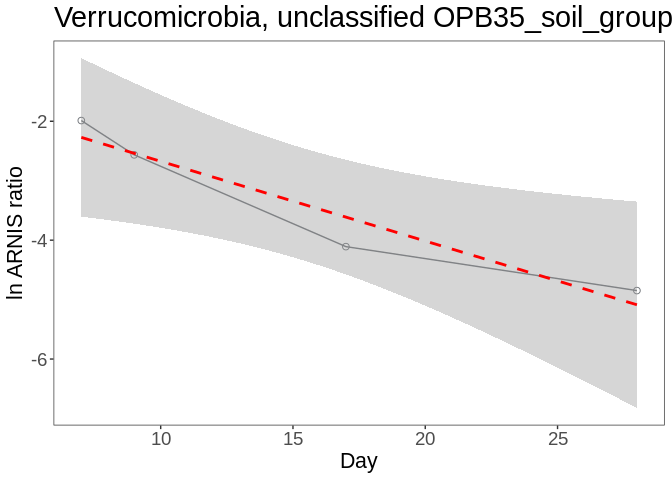 Verrucomicrobia, unclassified OPB35_soil_group
ln ARNIS ratio
-2
-4
-6
10
15
20
25
Day